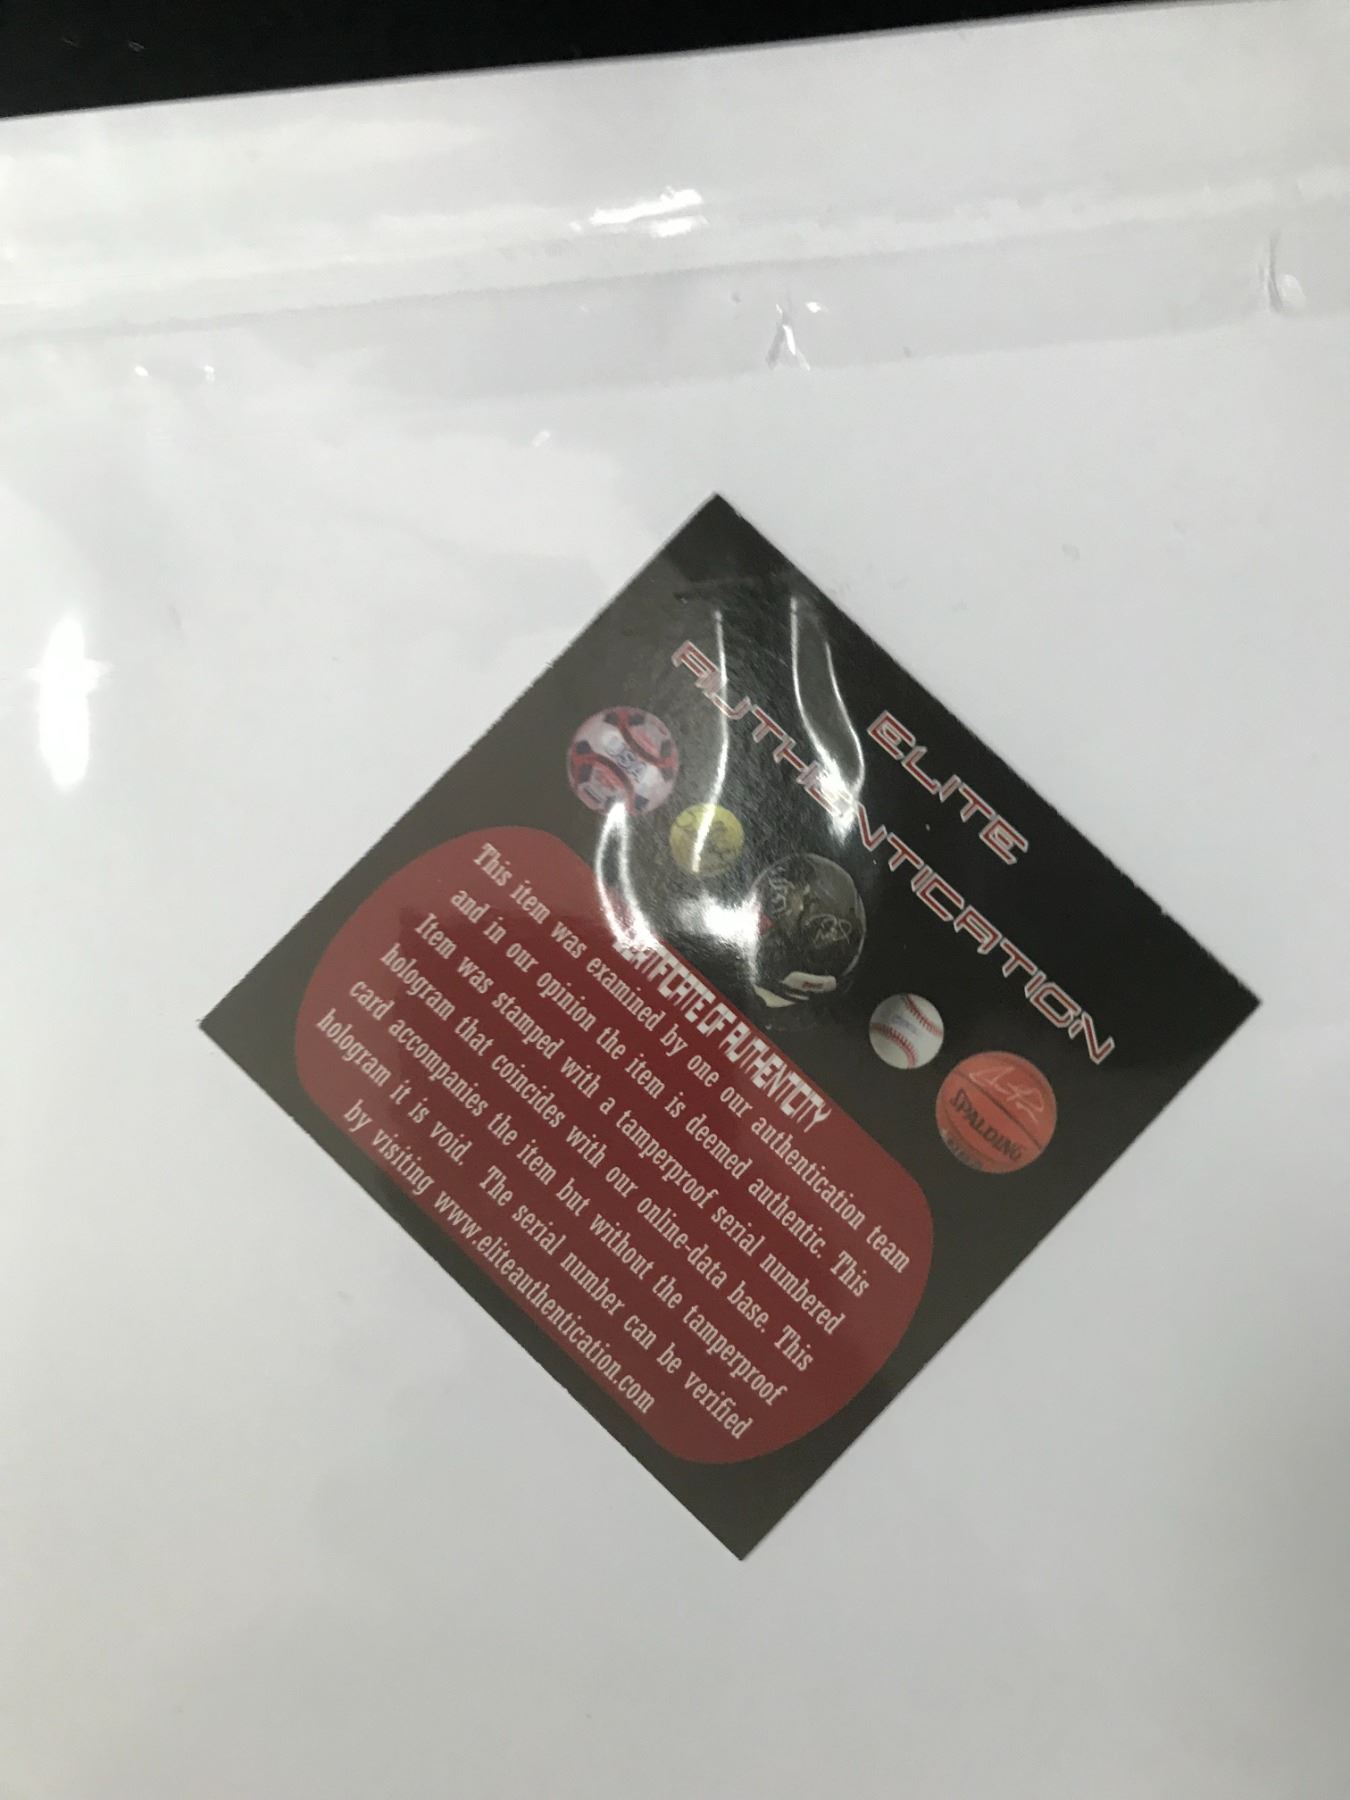 ELITE
AUTHENTICATION
USA
SPALDING
CERTIFICATE OF AUTHENTICITY
This item was examined by one our authentication team
and in our opinion the item is deemed authentic. This
Item was stamped with a tamperproof serial numbered
hologram that coincides with our online-data base. This
card accompanies the item but without the tamperproof
hologram it is void. The serial number can be verified
by visiting www.eliteauthentication.com